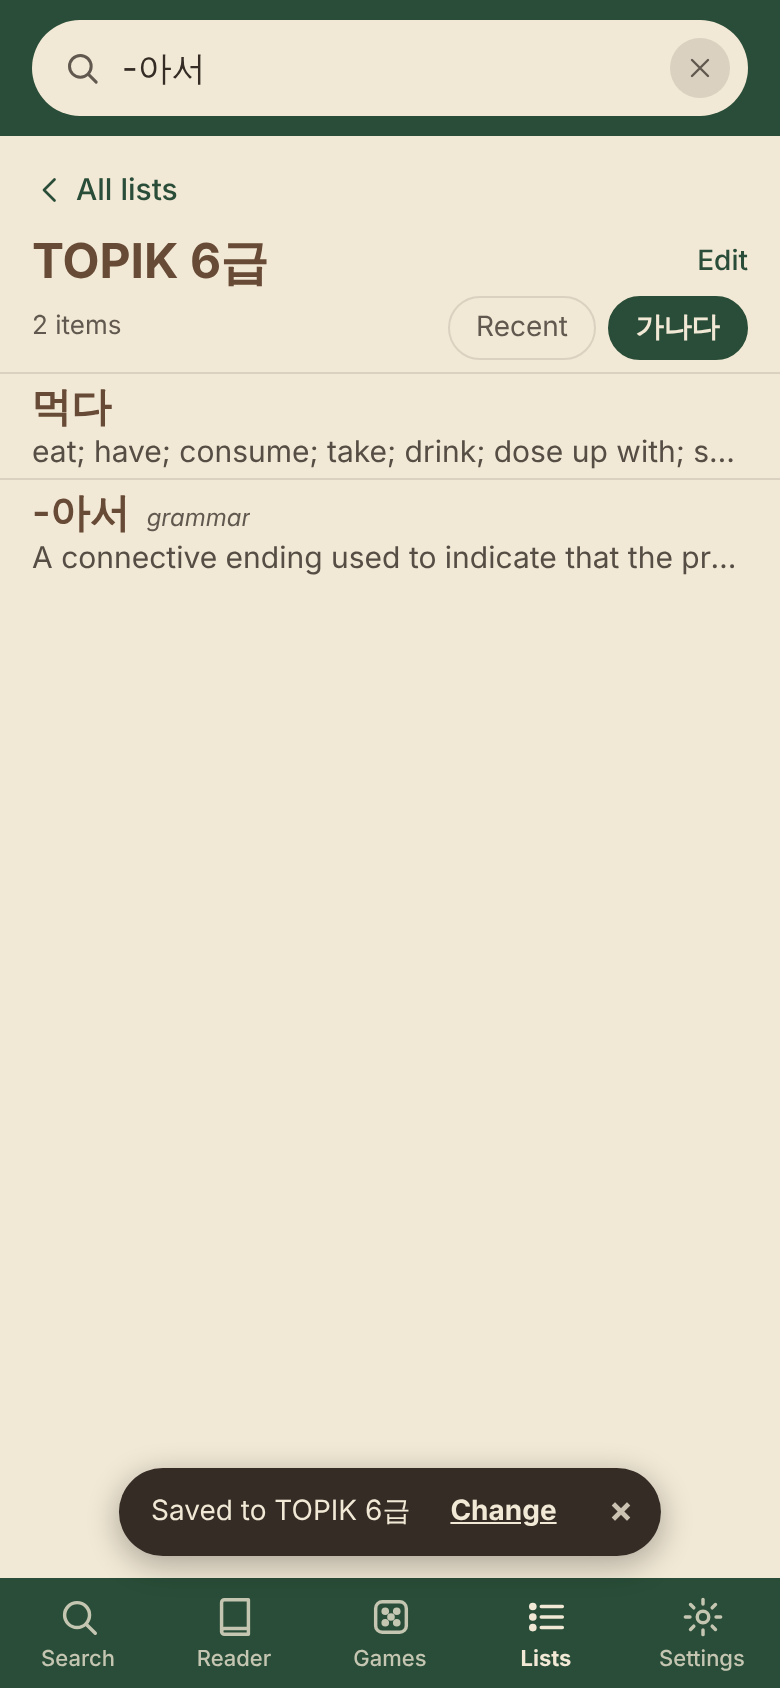 -아서
All lists
TOPIK 6급
Edit
2 items
Recent
가나다
먹다
eat; have; consume; take; drink; dose up with; s...
-아서 grammar
A connective ending used to indicate that the pr...
Saved to TOPIK 6급 Change
Search Reader Games Lists Settings